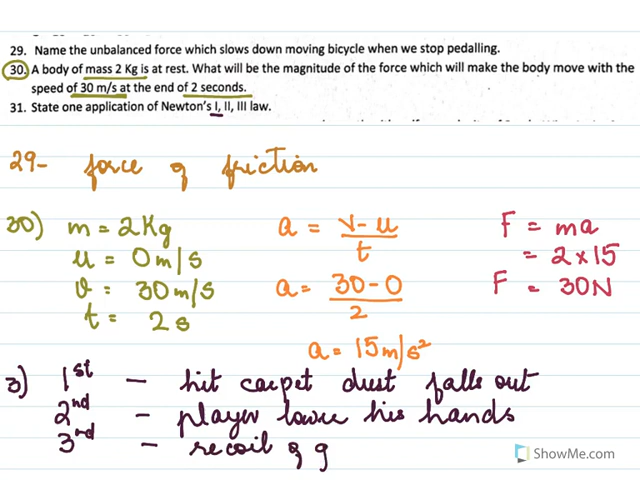 29. Name the unbalanced force which slows down moving bicycle when we stop pedalling.
30. A body of mass 2 Kg is at rest. What will be the magnitude of the force which will make the body move with the
speed of 30 m/s at the end of 2 seconds.
31. State one application of Newton's I, II, III law.
29- force of friction
30) m = 2Kg
u = 0m/s
v = 30m/s
t = 2s
a = v-u/t
a = 30-0/2
a = 15m/s²
F = ma
= 2×15
F = 30N
3) 1st - hit carpet dust falls out
2nd - player lower his hands
3rd - recoil of g
ShowMe.com